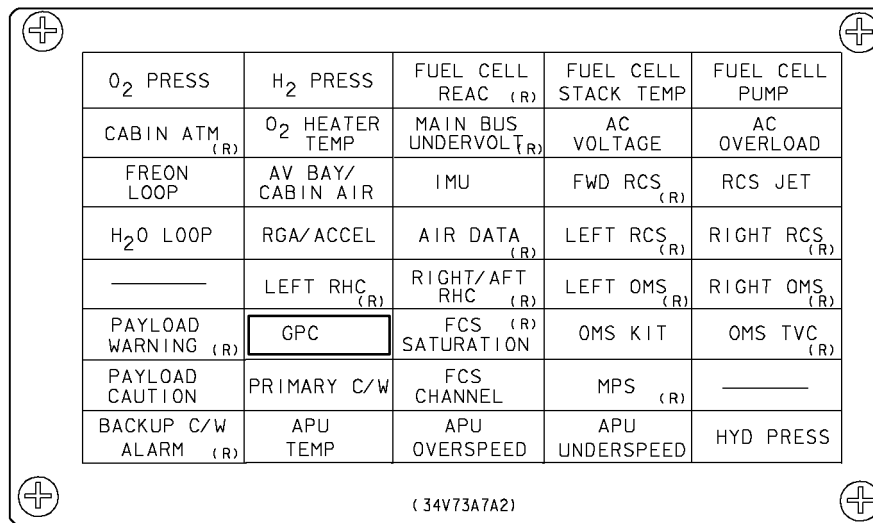 O₂ PRESS
H₂ PRESS
FUEL CELL
REAC (R)
FUEL CELL
STACK TEMP
FUEL CELL
PUMP
CABIN ATM
(R)
O₂ HEATER
TEMP
MAIN BUS
UNDERVOLT (R)
AC
VOLTAGE
AC
OVERLOAD
FREON
LOOP
AV BAY/
CABIN AIR
IMU
FWD RCS
(R)
RCS JET
H₂O LOOP
RGA/ACCEL
AIR DATA
(R)
LEFT RCS
(R)
RIGHT RCS
(R)
LEFT RHC
(R)
RIGHT/AFT
RHC (R)
LEFT OMS
(R)
RIGHT OMS
(R)
PAYLOAD
WARNING (R)
GPC
FCS (R)
SATURATION
OMS KIT
OMS TVC
(R)
PAYLOAD
CAUTION
PRIMARY C/W
FCS
CHANNEL
MPS (R)
BACKUP C/W
ALARM (R)
APU
TEMP
APU
OVERSPEED
APU
UNDERSPEED
HYD PRESS
(34V73A7A2)